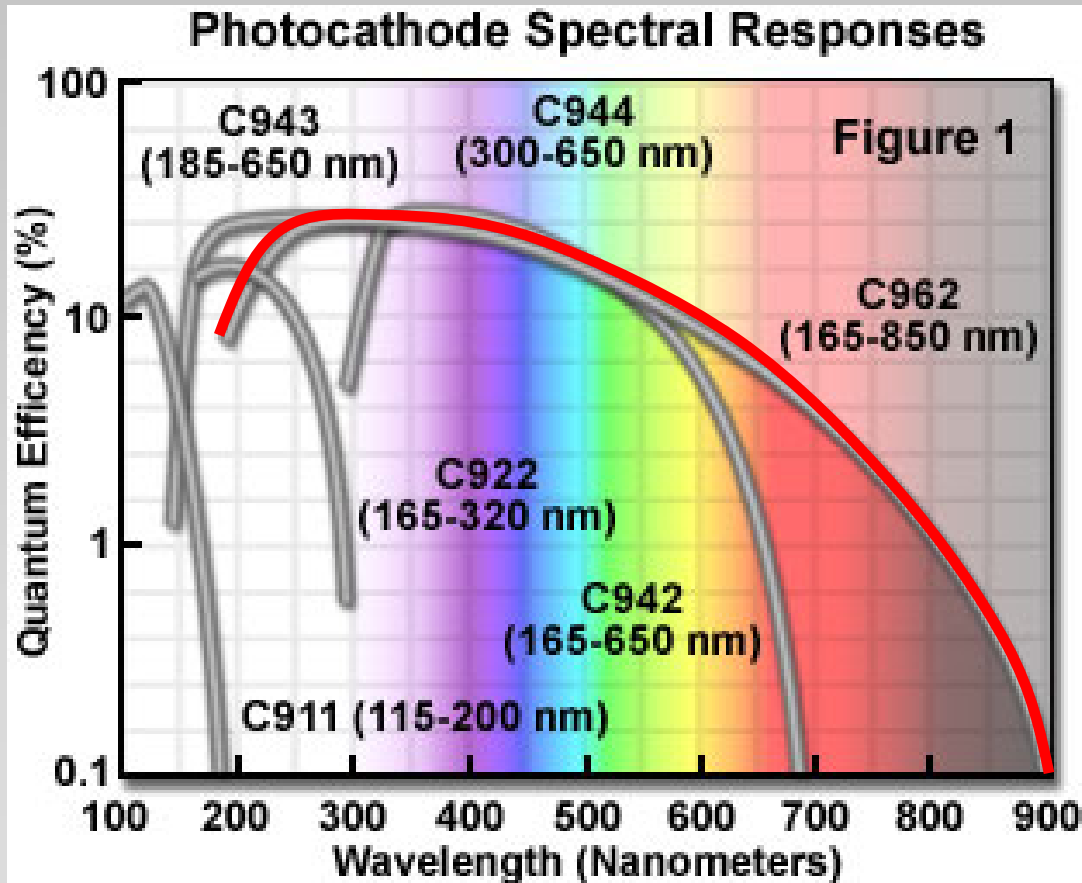 Photocathode Spectral Responses
100
C943
(185-650 nm)
C944
(300-650 nm)
Figure 1
Quantum Efficency (%)
10
C962
(165-850 nm)
C922
(165-320 nm)
1
C942
(165-650 nm)
C911 (115-200 nm)
0.1
100 200 300 400 500 600 700 800 900
Wavelength (Nanometers)